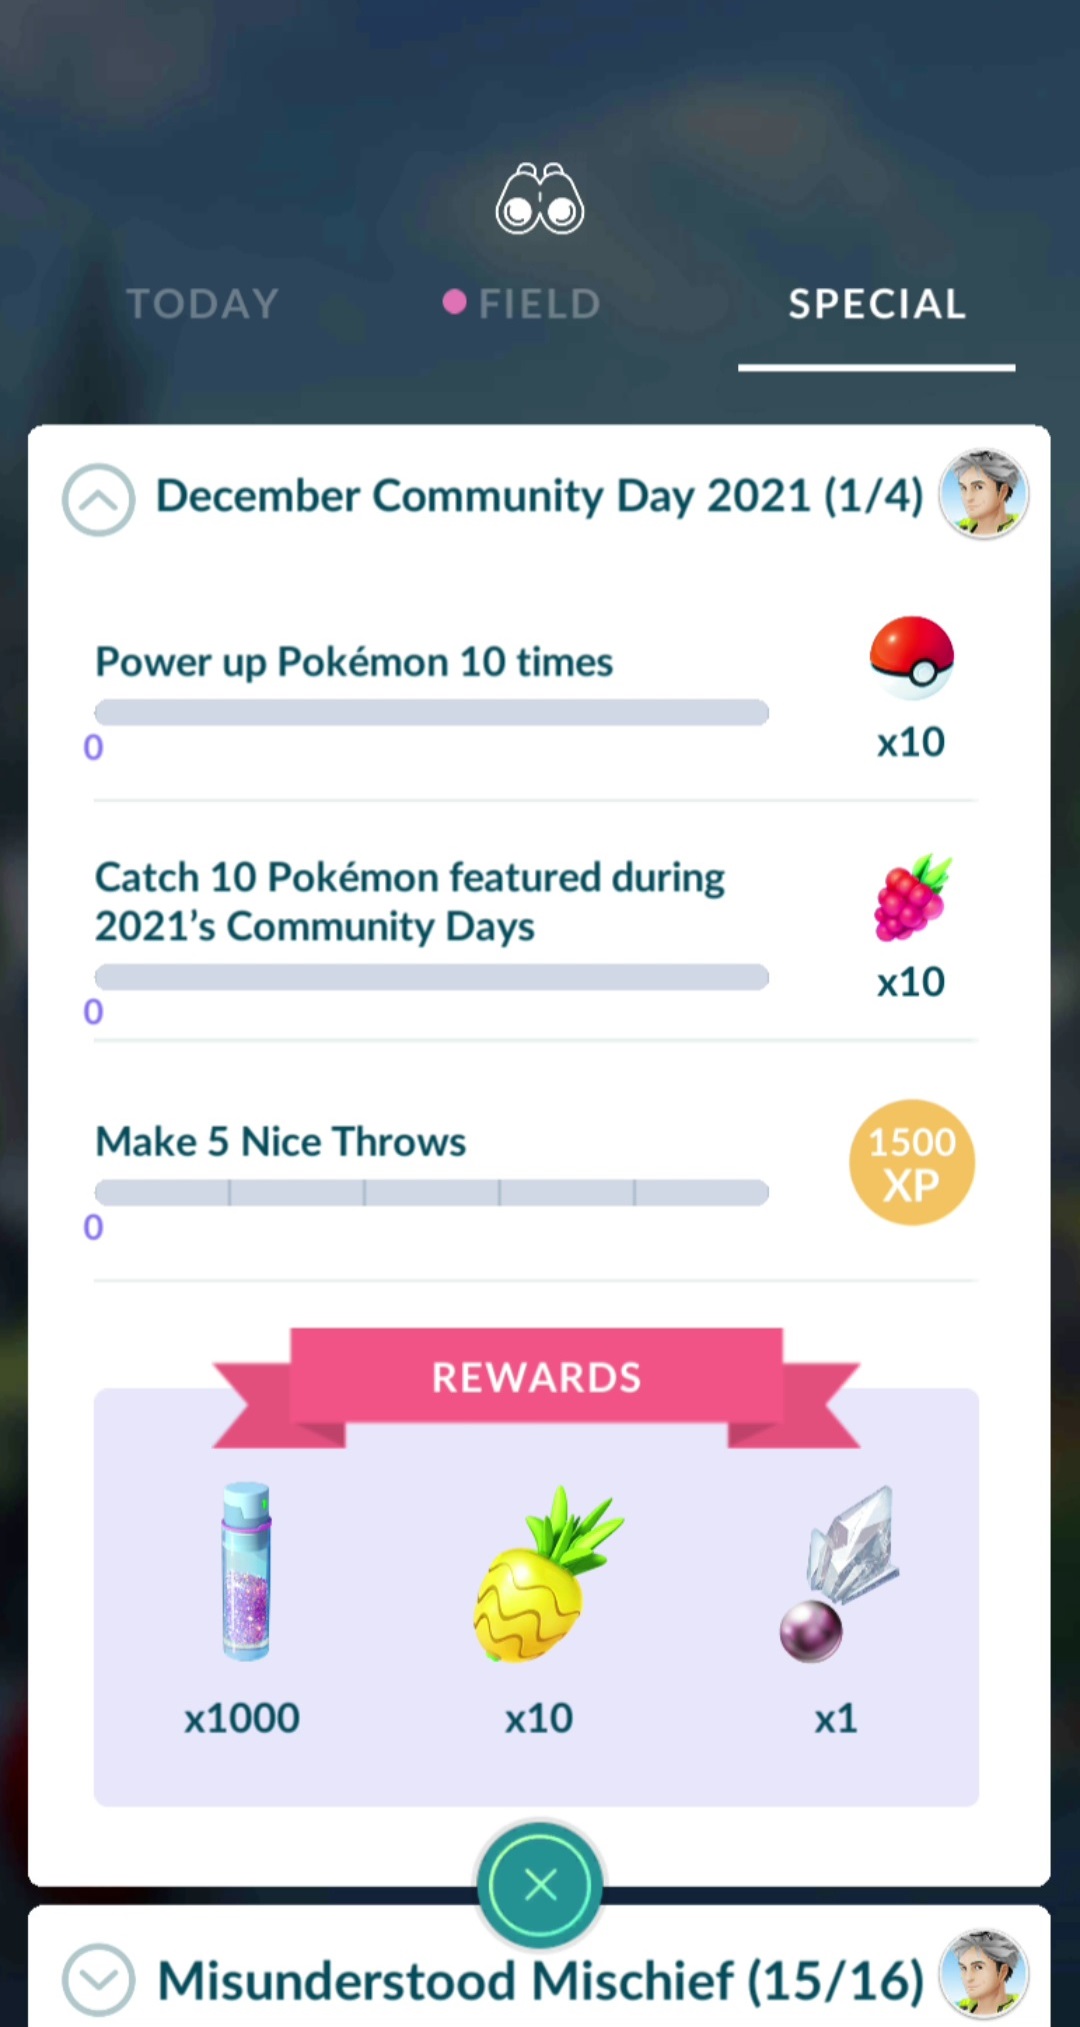 TODAY
FIELD
SPECIAL
December Community Day 2021 (1/4)
Power up Pokémon 10 times
0
x10
Catch 10 Pokémon featured during
2021’s Community Days
0
x10
Make 5 Nice Throws
0
1500
XP
REWARDS
x1000
x10
x1
Misunderstood Mischief (15/16)